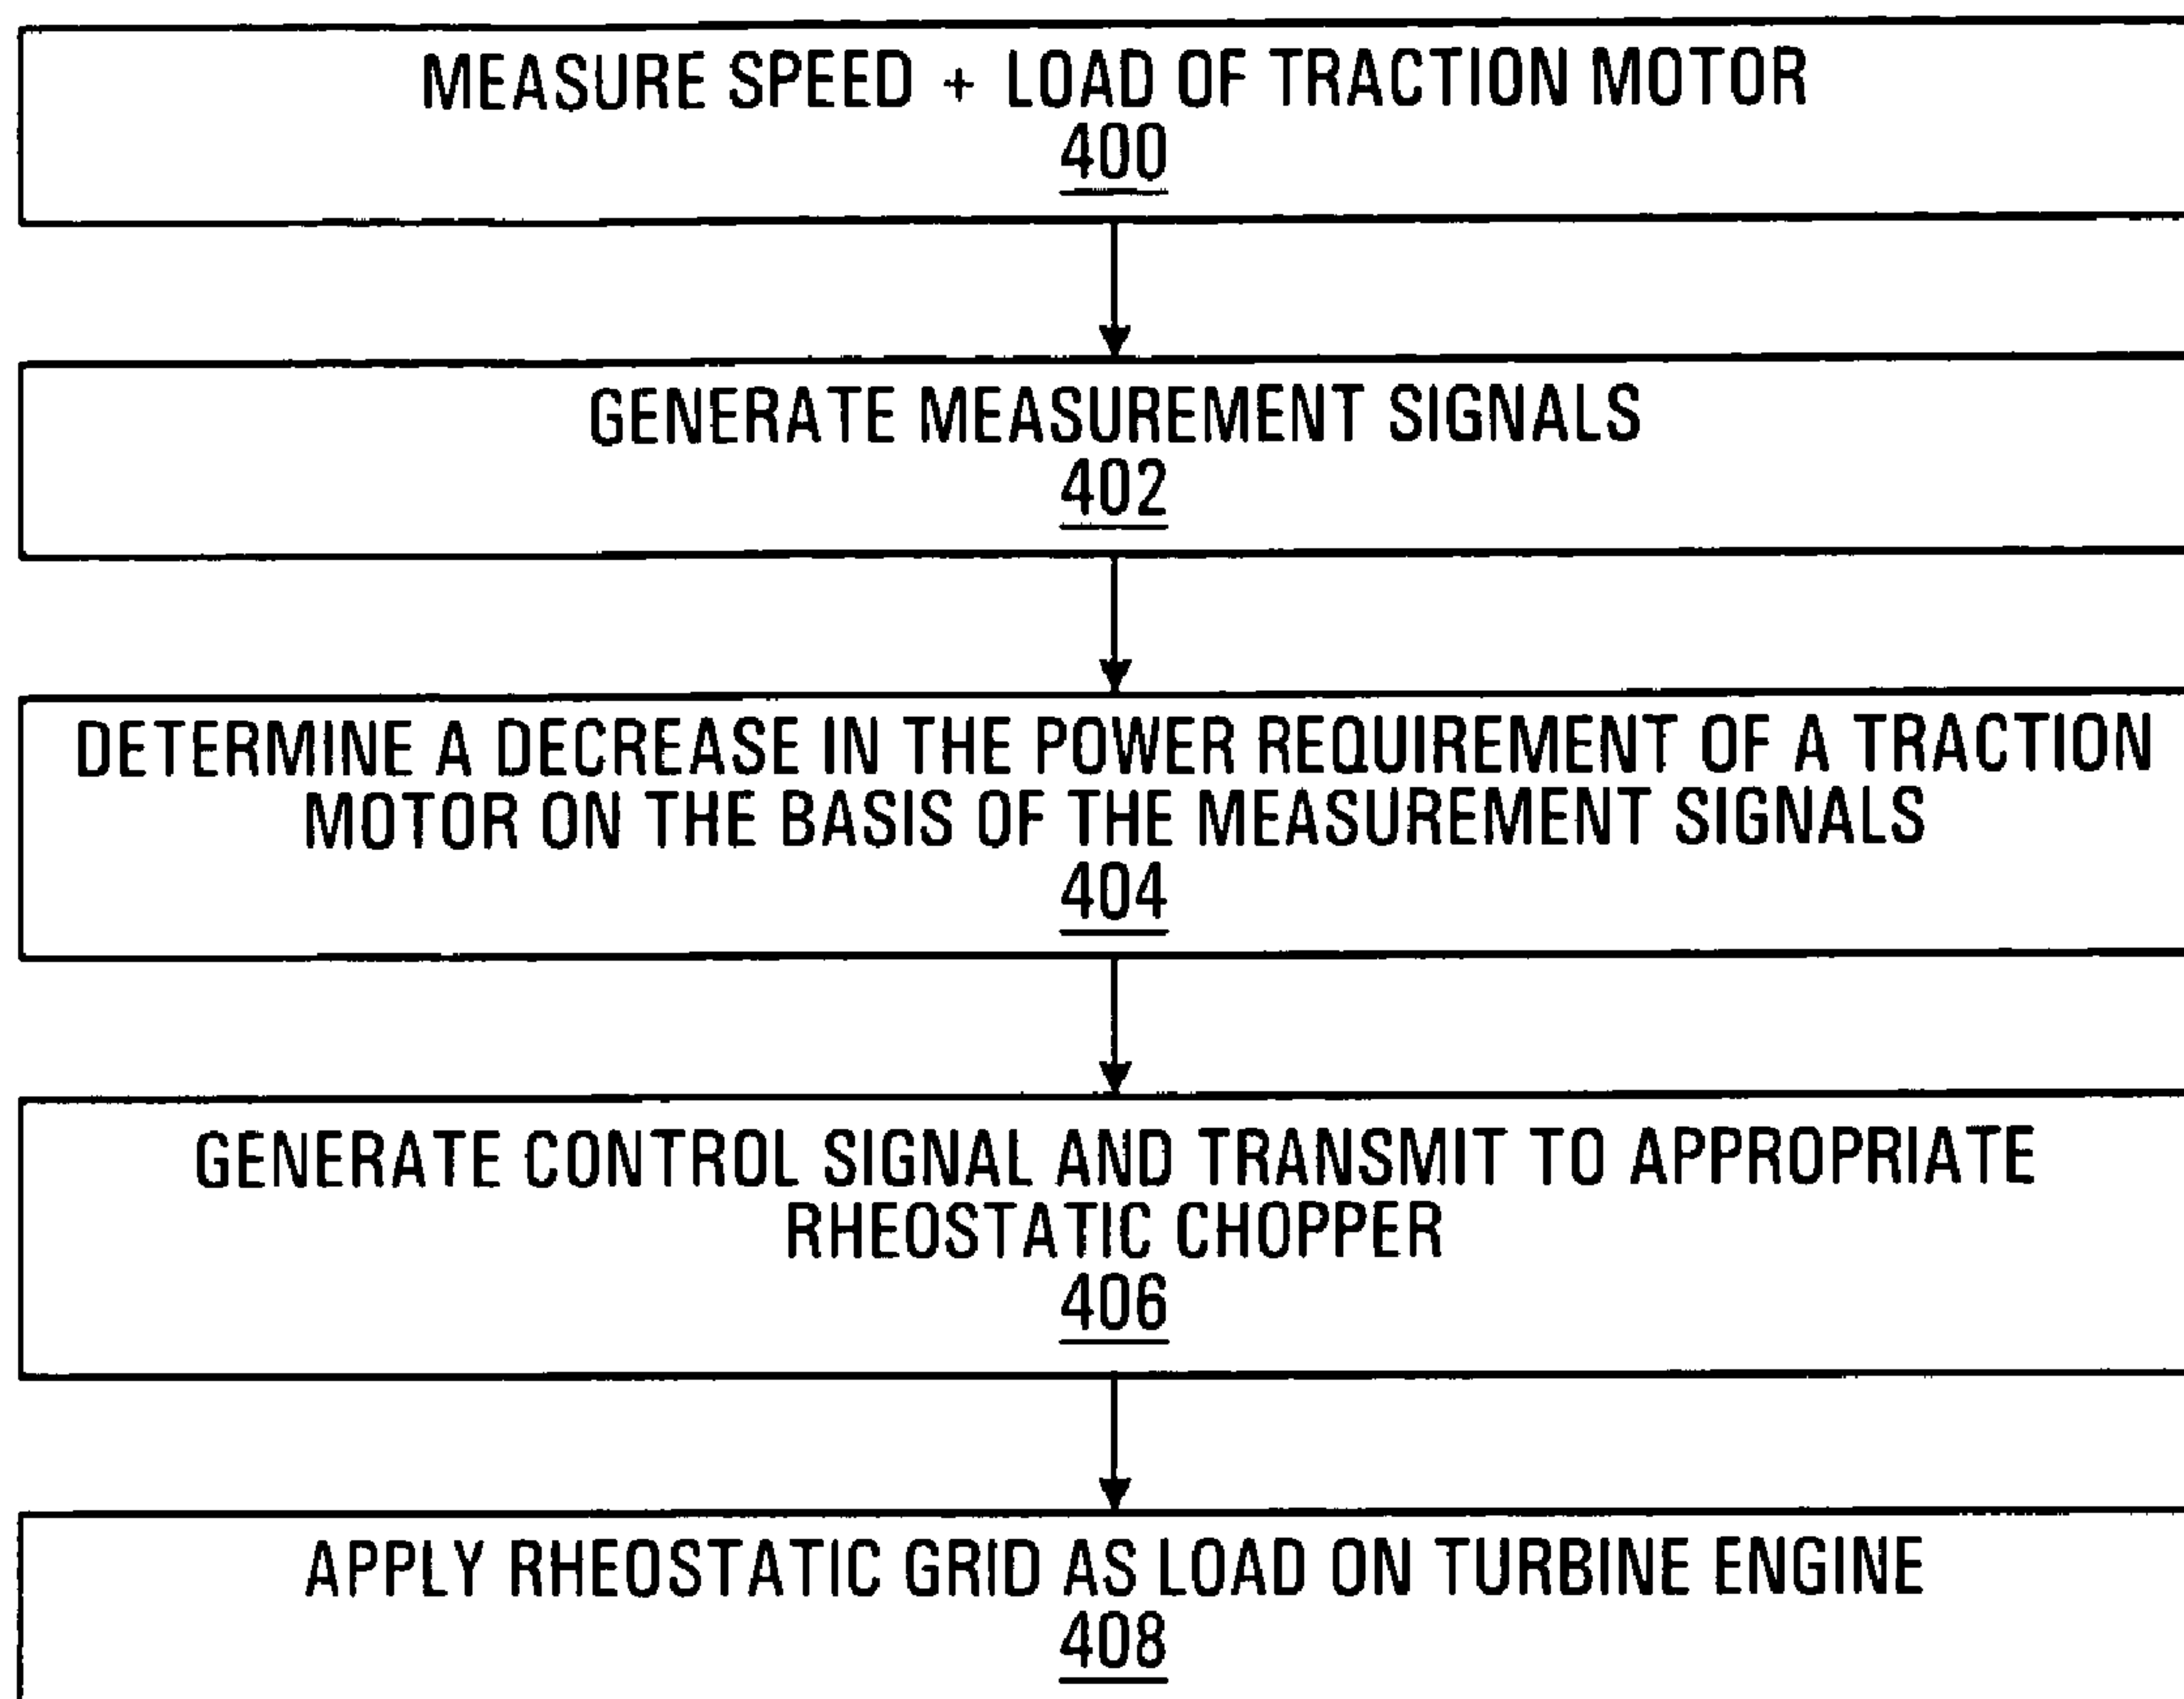 MEASURE SPEED + LOAD OF TRACTION MOTOR
400
GENERATE MEASUREMENT SIGNALS
402
DETERMINE A DECREASE IN THE POWER REQUIREMENT OF A TRACTION
MOTOR ON THE BASIS OF THE MEASUREMENT SIGNALS
404
GENERATE CONTROL SIGNAL AND TRANSMIT TO APPROPRIATE
RHEOSTATIC CHOPPER
406
APPLY RHEOSTATIC GRID AS LOAD ON TURBINE ENGINE
408